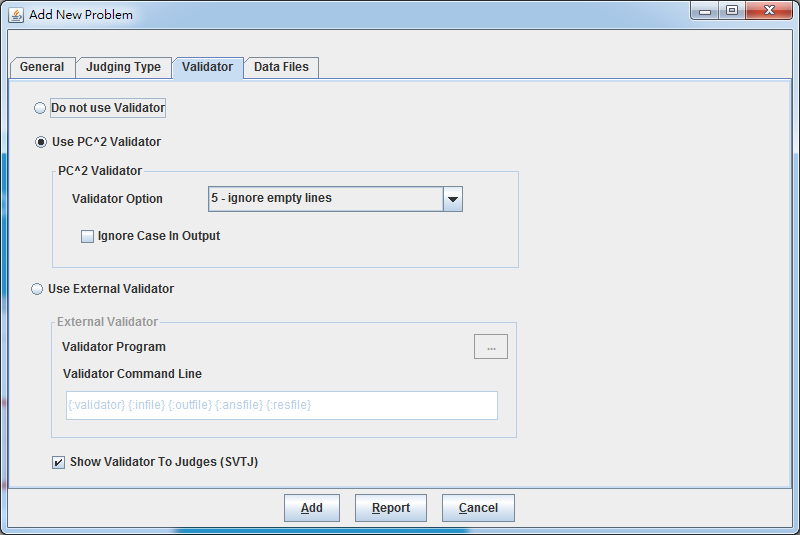 Add New Problem
General Judging Type Validator Data Files
Do not use Validator
Use PC^2 Validator
PC^2 Validator
Validator Option 5 - ignore empty lines
Ignore Case In Output
Use External Validator
External Validator
Validator Program ...
Validator Command Line
{:validator} {:infile} {:outfile} {:ansfile} {:resfile}
Show Validator To Judges (SVTJ)
Add Report Cancel